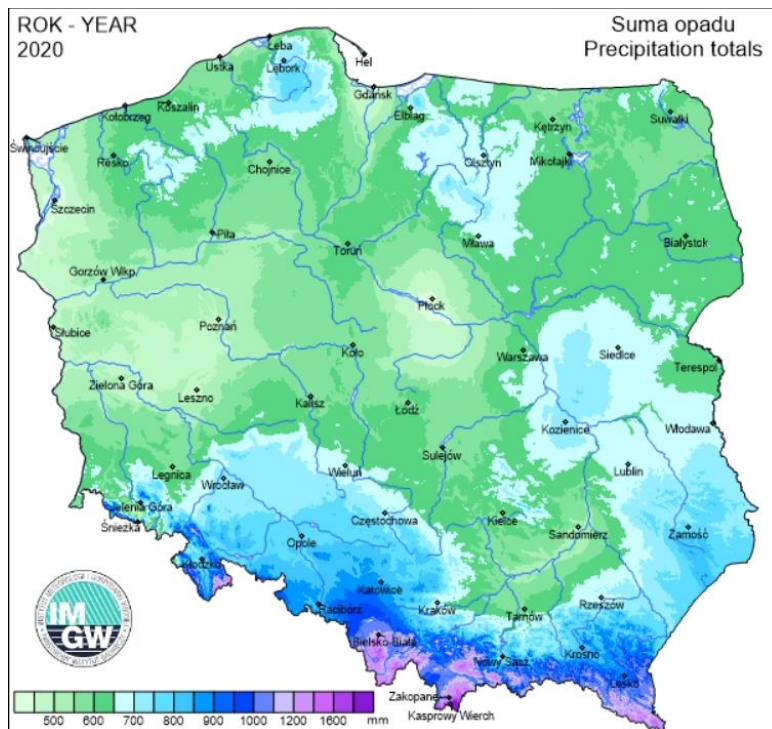 ROK - YEAR
2020
Suma opadu
Precipitation totals
Łeba
Hel
Ustka
Lębork
Gdańsk
Kołobrzeg
Koszalin
Elbląg
Kętrzyn
Suwałki
Świnoujście
Resko
Chojnice
Olsztyn
Mikołajki
Szczecin
Piła
Toruń
Mława
Białystok
Gorzów Wlkp.
Płock
Słubice
Poznań
Koło
Warszawa
Siedlce
Terespol
Zielona Góra
Leszno
Kalisz
Łódź
Kozienice
Włodawa
Sulejów
Legnica
Wrocław
Wieluń
Lublin
Jelenia Góra
Śnieżka
Częstochowa
Kielce
Sandomierz
Zamość
Opole
Kłodzko
Katowice
Racibórz
Kraków
Tarnów
Rzeszów
IMGW
Bielsko-Biała
Nowy Sącz
Krosno
Lesko
Zakopane
Kasprowy Wierch
500 600 700 800 900 1000 1200 1600 mm